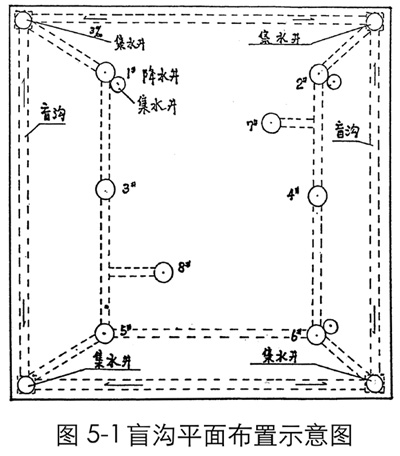 3%
集水井
集水井
1# 降水井
集水井
2#
7#
盲沟
盲沟
3#
4#
8#
5#
6#
集水井
集水井
图 5-1 盲沟平面布置示意图